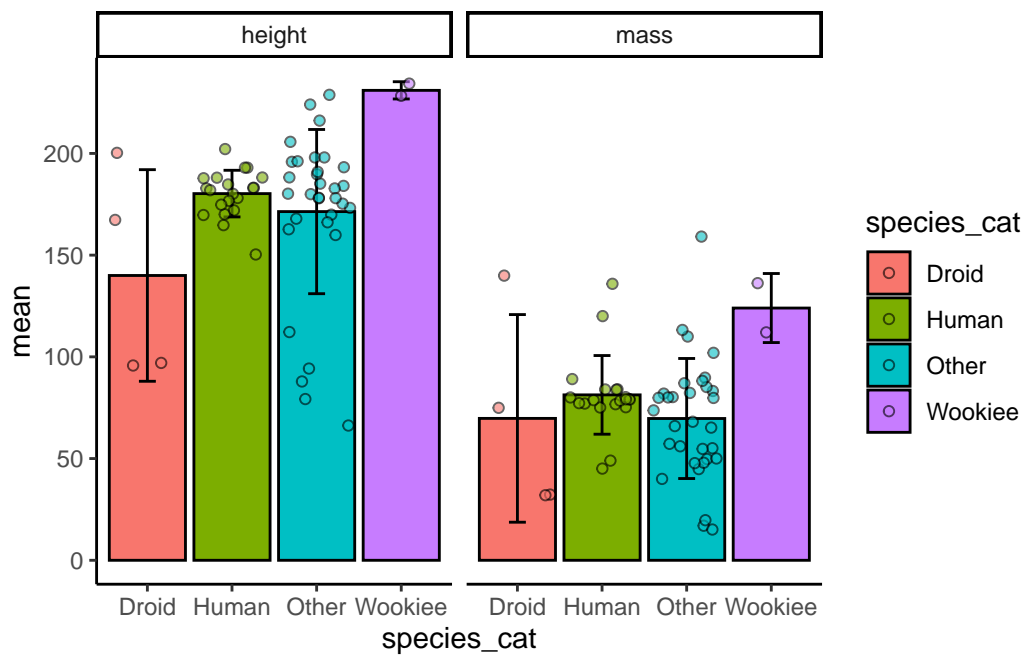 height mass
200
150
100
50
0
mean
Droid Human Other Wookiee Droid Human Other Wookiee
species_cat
species_cat
Droid
Human
Other
Wookiee